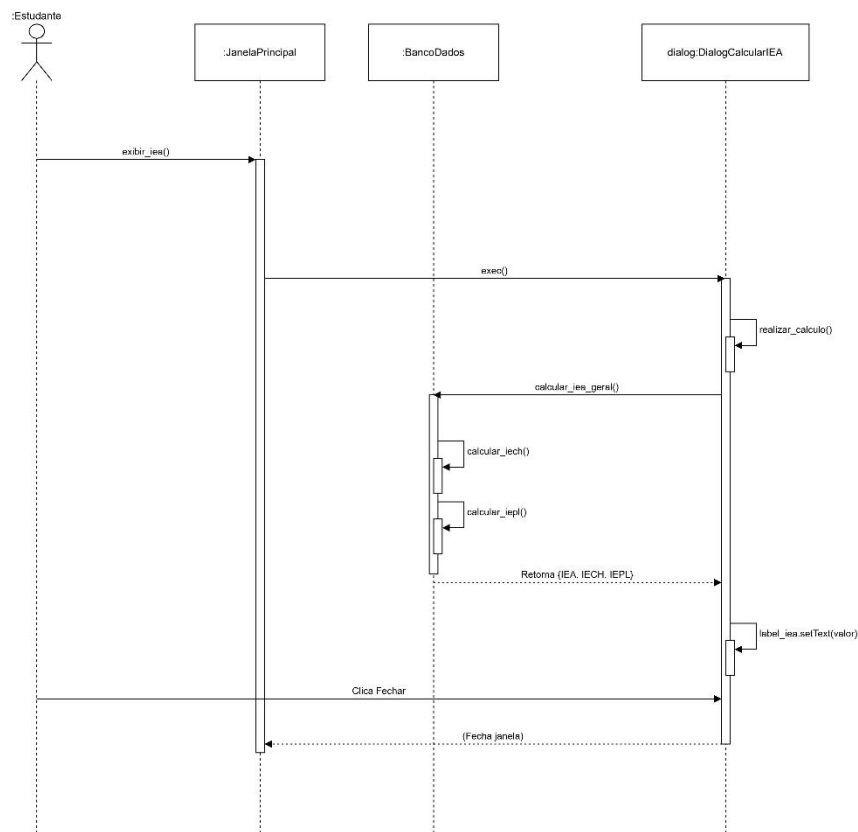 :Estudante
:JanelaPrincipal
:BancoDados
dialog:DialogCalcularIEA
exibir_iea()
exec()
realizar_calculo()
calcular_iea_geral()
calcular_iech()
calcular_iepl()
Retorna {IEA, IECH, IEPL}
label_iea.setText(valor)
Clica Fechar
(Fecha janela)